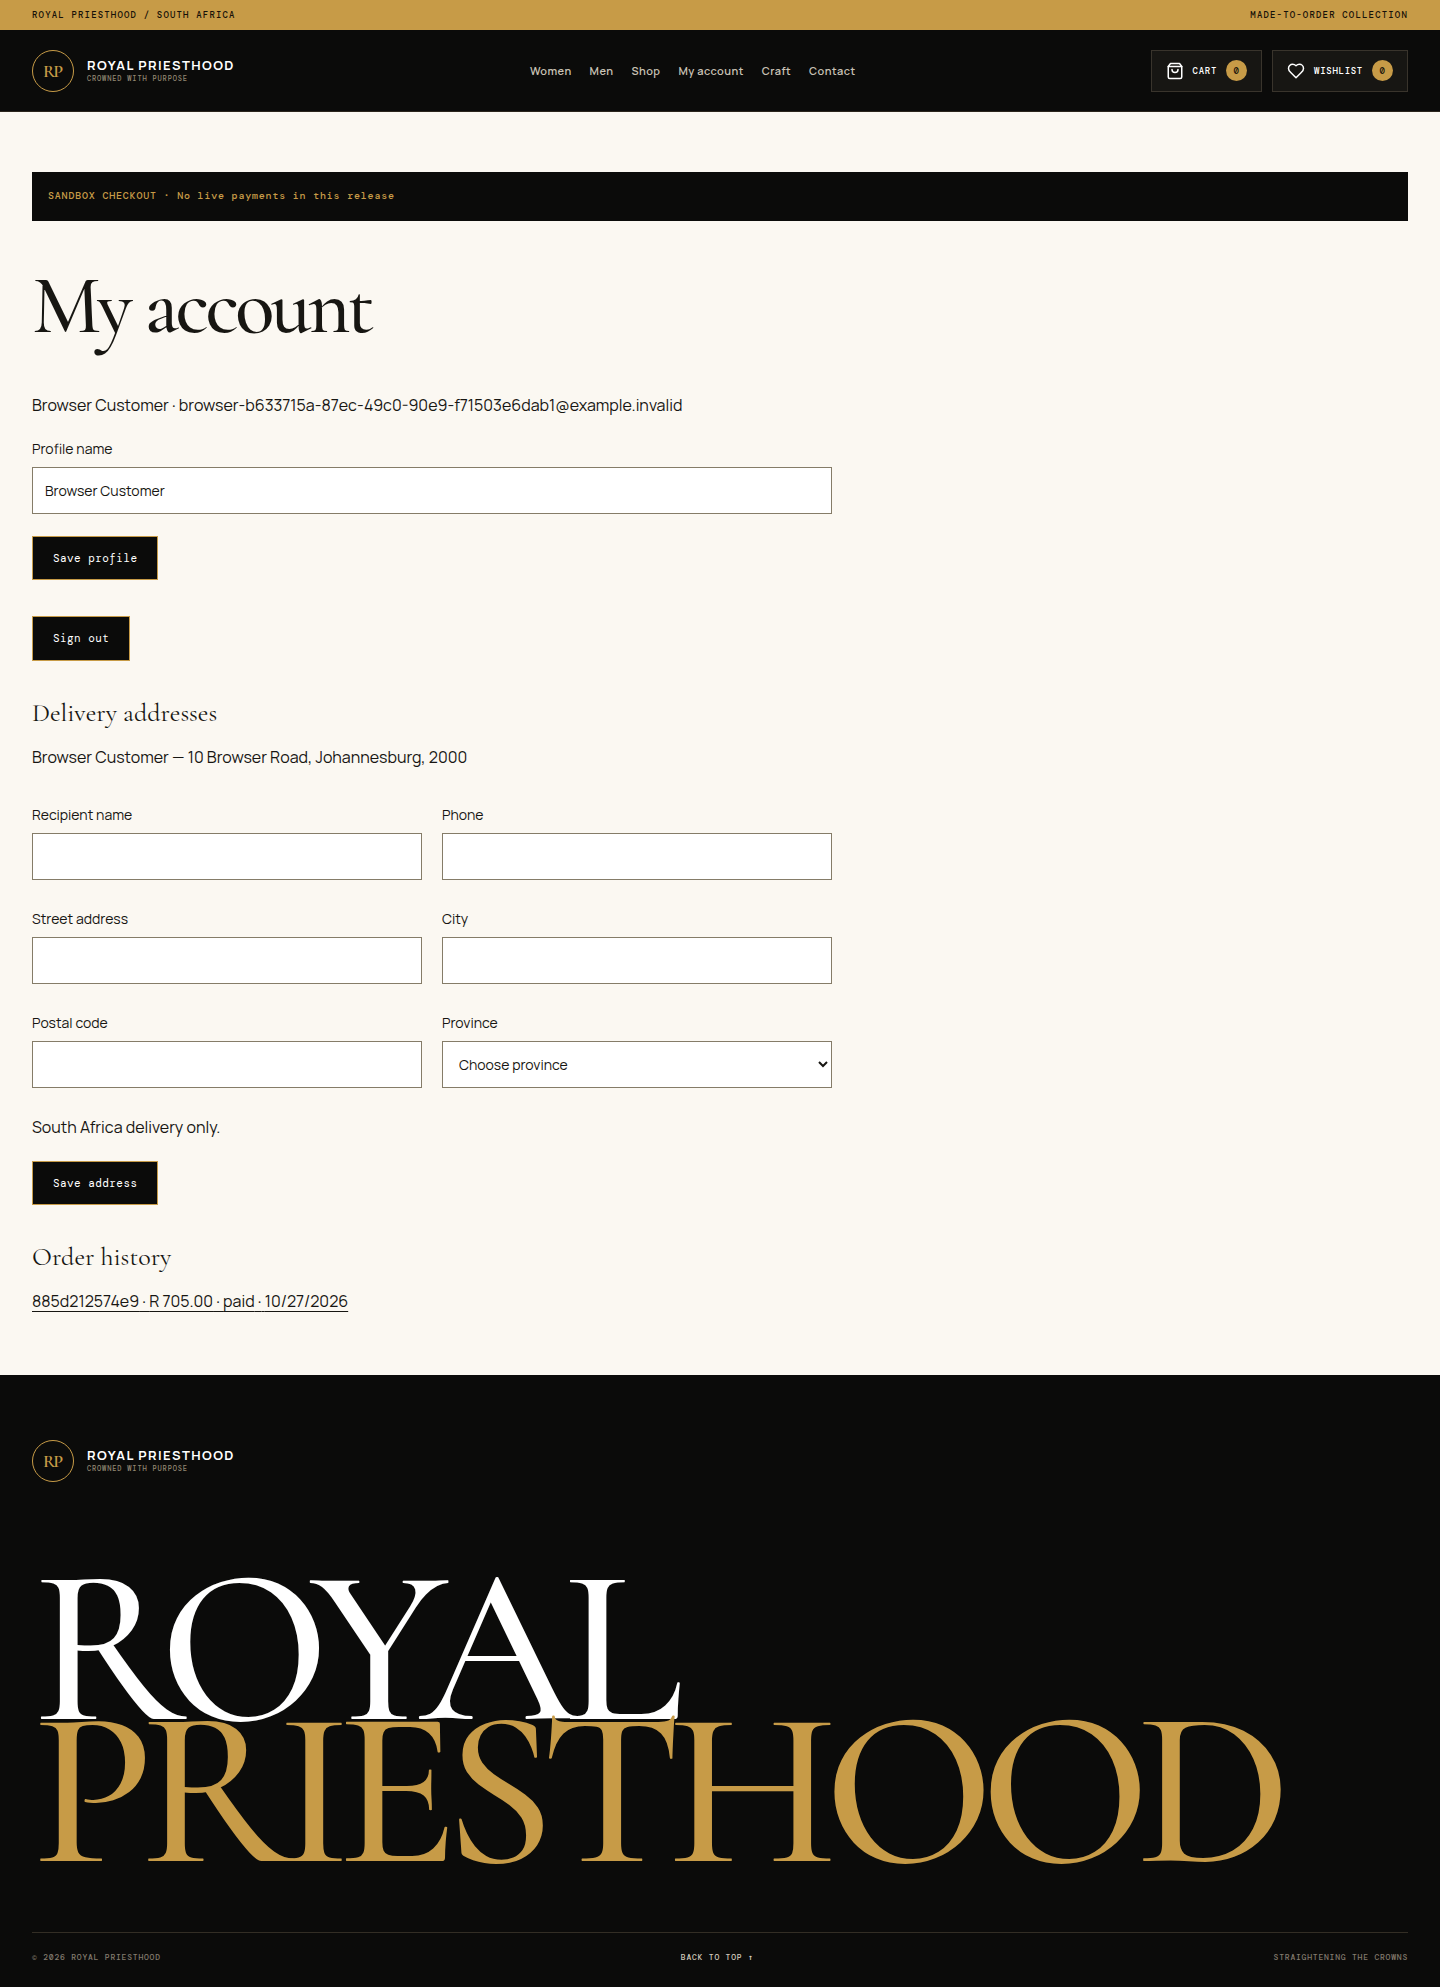 ROYAL PRIESTHOOD / SOUTH AFRICA
MADE-TO-ORDER COLLECTION
RP
ROYAL PRIESTHOOD
CROWNED WITH PURPOSE
Women Men Shop My account Craft Contact
CART 0
WISHLIST 0
SANDBOX CHECKOUT · No live payments in this release
My account
Browser Customer · browser-b633715a-87ec-49c0-90e9-f71503e6dab1@example.invalid
Profile name
Browser Customer
Save profile
Sign out
Delivery addresses
Browser Customer — 10 Browser Road, Johannesburg, 2000
Recipient name
Phone
Street address
City
Postal code
Province
Choose province
South Africa delivery only.
Save address
Order history
885d212574e9 · R 705.00 · paid · 10/27/2026
RP
ROYAL PRIESTHOOD
CROWNED WITH PURPOSE
ROYAL
PRIESTHOOD
© 2026 ROYAL PRIESTHOOD
BACK TO TOP ↑
STRAIGHTENING THE CROWNS